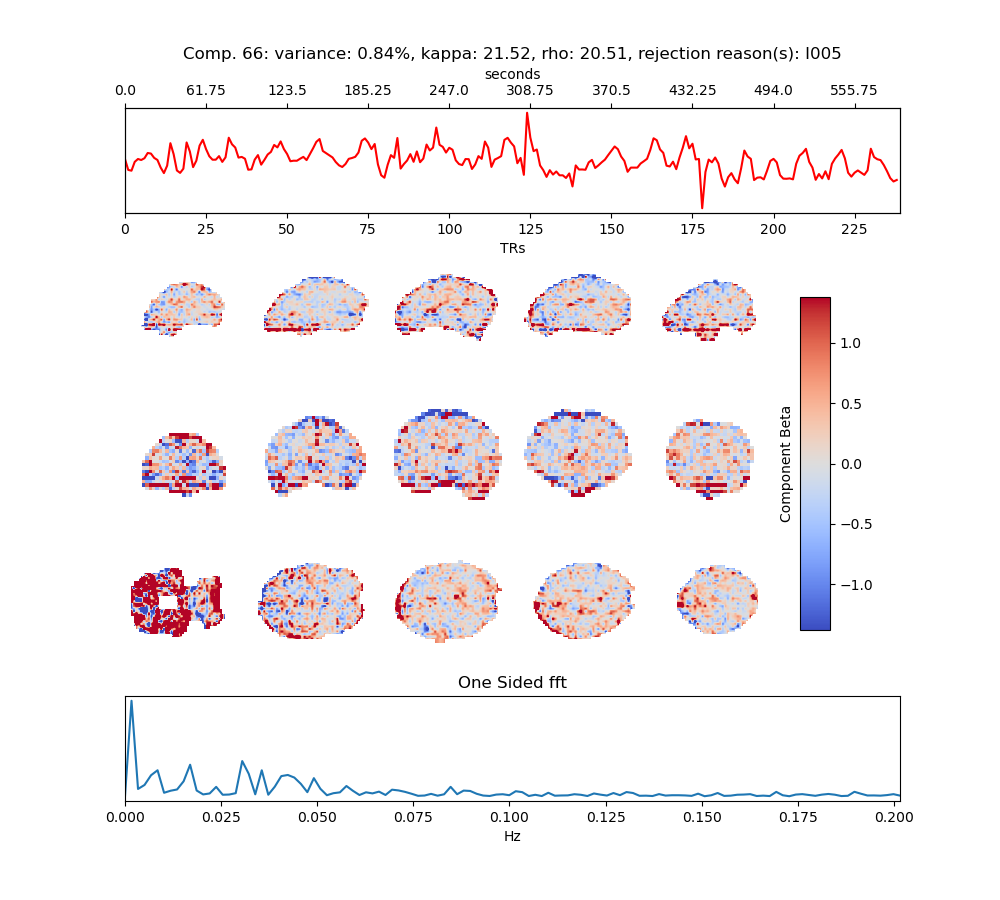 Comp. 66: variance: 0.84%, kappa: 21.52, rho: 20.51, rejection reason(s): I005
seconds
0.0 61.75 123.5 185.25 247.0 308.75 370.5 432.25 494.0 555.75
0 25 50 75 100 125 150 175 200 225
TRs
1.0
0.5
0.0
−0.5
−1.0
Component Beta
One Sided fft
0.000 0.025 0.050 0.075 0.100 0.125 0.150 0.175 0.200
Hz